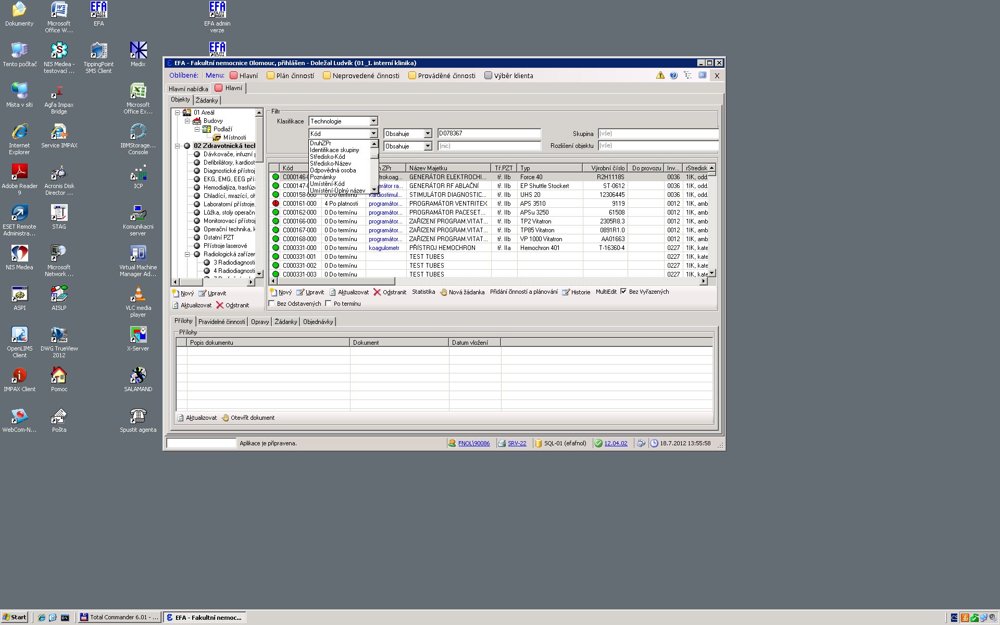 Dokumenty
Microsoft Office W...
EFA
EFA admin verze
Tento počítač
NIS Medea - testovací ...
TippingPoint SMS Client
Medix
Místa v síti
Agfa Impax Bridge
Microsoft Office Ex...
Internet Explorer
Service IMPAX
IBMStorage... Console
Adobe Reader 9
Acronis Disk Director ...
ICP
ESET Remote Administra...
STAG
Komunikacni server
NIS Medea
Microsoft Network ...
Virtual Machine Manager Ad...
ASPI
AISLP
VLC media player
OpenLIMS Client
DWG TrueView 2012
X-Server
IMPAX Client
Pomoc
SALAMAND
WebCom-N...
Pošta
Spustit agenta
EFA - Fakultní nemocnice Olomouc, přihlášen - Doležal Ludvík (01_I. interní klinika)
Oblíbené: Menu: Hlavní Plán činností Neprovedené činnosti Prováděné činnosti Výběr klienta X
Hlavní nabídka Hlavní
Objekty Žádanky
01 Areál
Budovy
Podlaží
Místnosti
02 Zdravotnická tecl
Dávkovače, infuzní p
Defibrilátory, kardiost
Diagnostické přístroj
EKG, EMG, EEG pří:
Hemodialýza, trasfúze
Chladící, mrazící, oh
Laboratorní přístroje,
Lůžka, stoly operačn
Monitorovací přístroj
Operační technika, k
Ostatní PZT
Přístroje laserové
Radiologická zařízer
3 Radiodiagnosti
4 Radiodiagnosti
Nový Upravit
Aktualizovat Odstranit
Filtr
Klasifikace Technologie
Kód Obsahuje D078367 Skupina (vše)
Obsahuje (nic) Rozlišení objektu (vše)
DruhZPr
Identifikace skupiny
Středisko-Kód
Středisko-Název
Odpovědná osoba
Poznámky
Umístění-Kód
Umístění-Úplný název
Kód ZPr Název Majetku Tř.PZT Typ Výrobní číslo Do provozu Inv... rStředisk
C000146-0 trokoag... GENERÁTOR ELEKTROCHI... tř. IIb Force 40 R2H1118S 0036 1IK, odd.
C000147- erátor ra... GENERÁTOR RF ABLAČNÍ tř. IIb EP Shuttle Stockert ST-0612 0036 1IK, odd.
C000158-000 0 Do termínu kardiostimul... STIMULÁTOR DIAGNOSTIC... tř. IIb UHS 20 12306445 0036 1IK, odd.
C000161-000 4 Po platnosti programátor... PROGRAMÁTOR VENTRITEX tř. IIb APS 3510 9119 0012 1IK, amb
C000162-000 0 Do termínu programátor... PROGRAMÁTOR PACESET... tř. IIb APSu 3250 61508 0012 1IK, amb
C000166-000 0 Do termínu programátor... ZAŘÍZENÍ PROGRAM.VITAT... tř. IIb TP2 Vitatron 2305R8.3 0012 1IK, amb
C000167-000 0 Do termínu programátor... ZAŘÍZENÍ PROGRAM.VITAT... tř. IIb TP85 Vitatron 0891R1.0 0012 1IK, amb
C000168-000 0 Do termínu programátor... ZAŘÍZENÍ PROGRAM.VITAT... tř. IIb VP 1000 Vitatron AA01663 0012 1IK, amb
C000331-000 0 Do termínu koagulometr PŘÍSTROJ HEMOCHRON tř. IIa Hemochron 401 T-16360-4 0227 1IK, kate
C000331-001 0 Do termínu TEST TUBES 0227 1IK, kate
C000331-002 0 Do termínu TEST TUBES 0227 1IK, kate
C000331-003 0 Do termínu TEST TUBES 0227 1IK, kate
Nový Upravit Aktualizovat Odstranit Statistika Nová žádanka Přidání činností a plánování Historie MultiEdit Bez Vyřazených
Bez Odstavených Po termínu
Přílohy Pravidelné činnosti Opravy Žádanky Objednávky
Přílohy
Popis dokumentu Dokument Datum vložení
Aktualizovat Otevřít dokument
Aplikace je připravena. FNOL\90086 SRV-22 SQL-01 (efafnol) 12.04.02 18.7.2012 13:55:58
Start Total Commander 6.01 - ... EFA - Fakultní nemoc... CS